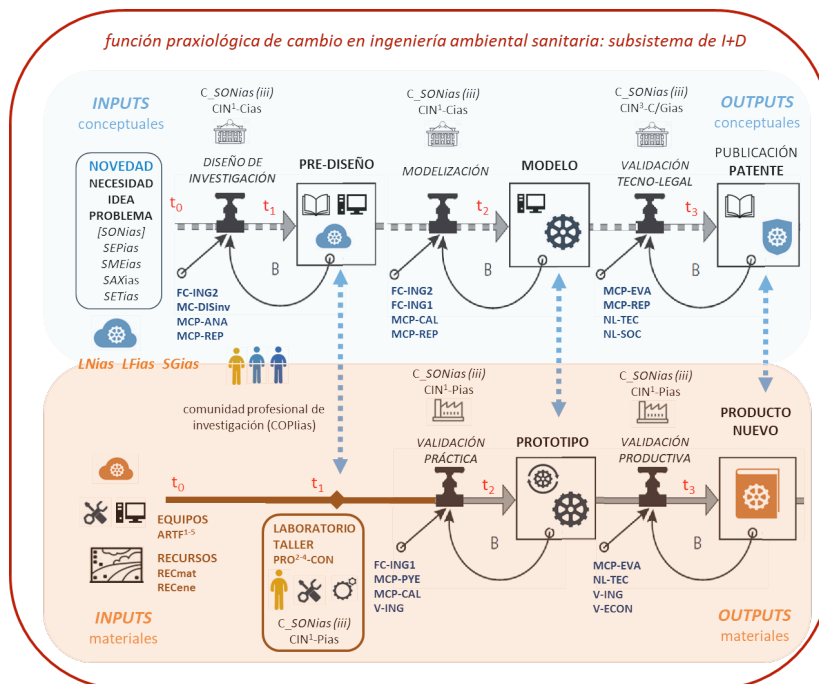 función praxiológica de cambio en ingeniería ambiental sanitaria: subsistema de I+D
INPUTS
conceptuales
C_SONias (iii)
CIN¹-Cias
C_SONias (iii)
CIN¹-Cias
C_SONias (iii)
CIN³-C/Gias
OUTPUTS
conceptuales
NOVEDAD
NECESIDAD
IDEA
PROBLEMA
[SONias]
SEPias
SMEias
SAXias
SETias
DISEÑO DE
INVESTIGACIÓN
PRE-DISEÑO
MODELIZACIÓN
MODELO
VALIDACIÓN
TECNO-LEGAL
PUBLICACIÓN
PATENTE
t₀
t₁
t₂
t₃
B
B
B
FC-ING2
MC-DISinv
MCP-ANA
MCP-REP
FC-ING2
FC-ING1
MCP-CAL
MCP-REP
MCP-EVA
MCP-REP
NL-TEC
NL-SOC
LNias LFias SGias
comunidad profesional de
investigación (COPIias)
C_SONias (iii)
CIN¹-Pias
C_SONias (iii)
CIN¹-Pias
VALIDACIÓN
PRÁCTICA
PROTOTIPO
VALIDACIÓN
PRODUCTIVA
PRODUCTO
NUEVO
t₀
t₁
t₂
t₃
EQUIPOS
ARTF¹⁻⁵
RECURSOS
RECmat
RECene
LABORATORIO
TALLER
PRO²⁻⁴-CON
C_SONias (iii)
CIN¹-Pias
B
B
FC-ING1
MCP-PYE
MCP-CAL
V-ING
MCP-EVA
NL-TEC
V-ING
V-ECON
INPUTS
materiales
OUTPUTS
materiales